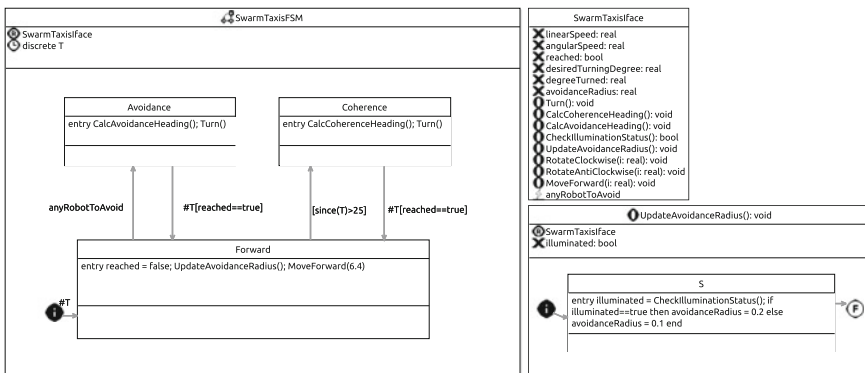 SwarmTaxisFSM
SwarmTaxisIface
discrete T
Avoidance
entry CalcAvoidanceHeading(); Turn()
Coherence
entry CalcCoherenceHeading(); Turn()
anyRobotToAvoid
#T[reached==true]
[since(T)>25]
#T[reached==true]
Forward
entry reached = false; UpdateAvoidanceRadius(); MoveForward(6.4)
#T
i
SwarmTaxisIface
linearSpeed: real
angularSpeed: real
reached: bool
desiredTurningDegree: real
degreeTurned: real
avoidanceRadius: real
Turn(): void
CalcCoherenceHeading(): void
CalcAvoidanceHeading(): void
CheckIlluminationStatus(): bool
UpdateAvoidanceRadius(): void
RotateClockwise(i: real): void
RotateAntiClockwise(i: real): void
MoveForward(i: real): void
anyRobotToAvoid
UpdateAvoidanceRadius(): void
SwarmTaxisIface
illuminated: bool
S
entry illuminated = CheckIlluminationStatus(); if
illuminated==true then avoidanceRadius = 0.2 else
avoidanceRadius = 0.1 end
i
F